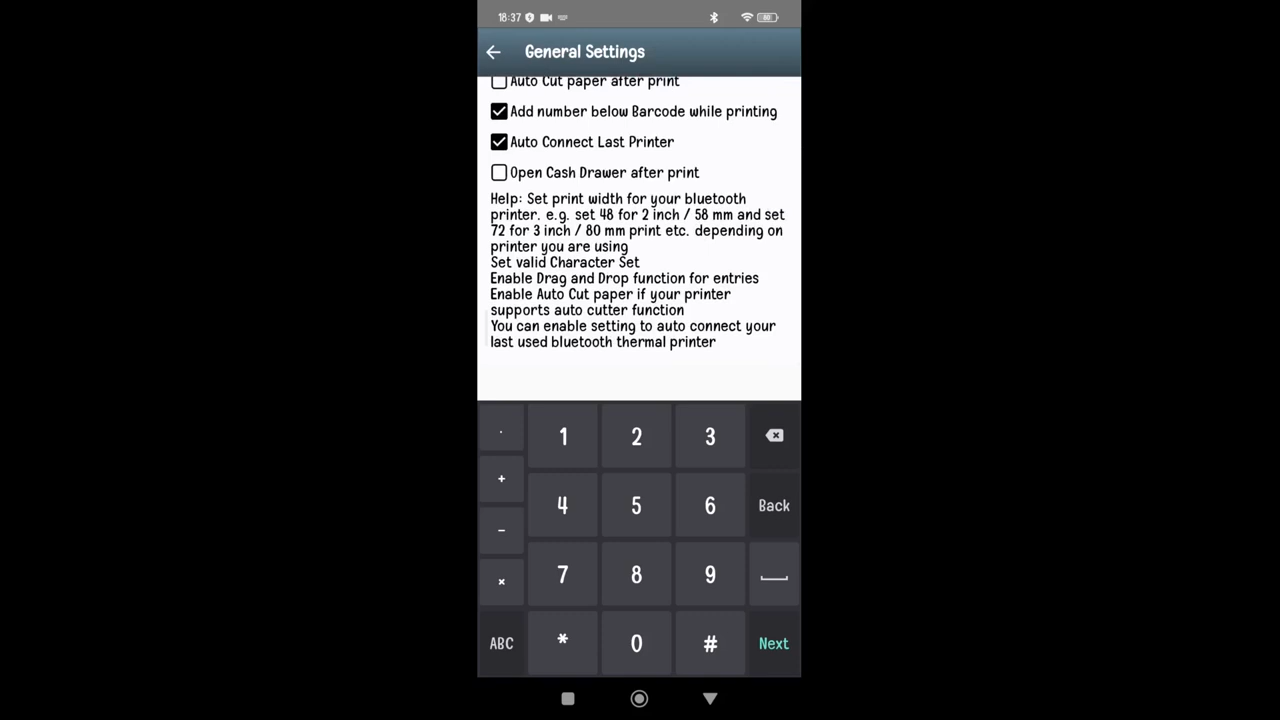 18:37
80
General Settings
Auto Cut paper after print
Add number below Barcode while printing
Auto Connect Last Printer
Open Cash Drawer after print
Help: Set print width for your bluetooth
printer. e.g. set 48 for 2 inch / 58 mm and set
72 for 3 inch / 80 mm print etc. depending on
printer you are using
Set valid Character Set
Enable Drag and Drop function for entries
Enable Auto Cut paper if your printer
supports auto cutter function
You can enable setting to auto connect your
last used bluetooth thermal printer
. 1 2 3
+
4 5 6 Back
-
7 8 9
×
ABC * 0 # Next